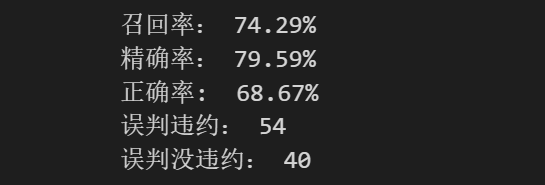 召回率： 74.29%
精确率： 79.59%
正确率:  68.67%
误判违约： 54
误判没违约： 40